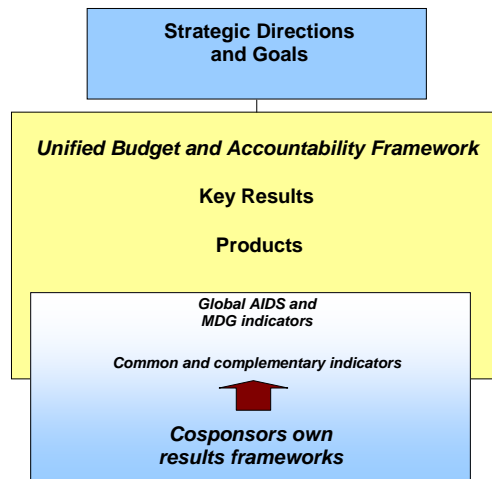 Strategic Directions
and Goals
Unified Budget and Accountability Framework
Key Results
Products
Global AIDS and
MDG indicators
Common and complementary indicators
Cosponsors own
results frameworks